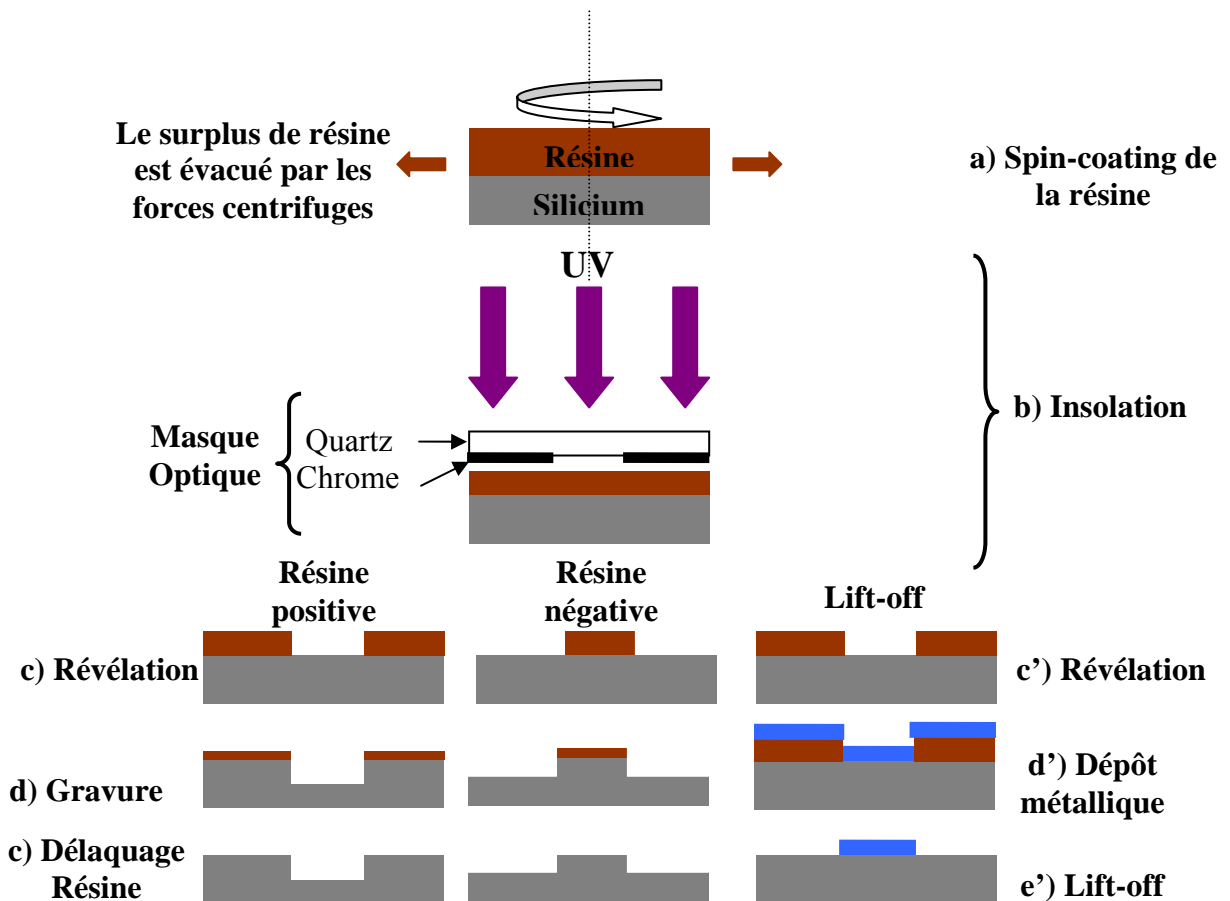 Le surplus de résine
est évacué par les
forces centrifuges
Résine
Silicium
a) Spin-coating de
la résine
UV
b) Insolation
Masque
Optique
Quartz
Chrome
Résine
positive
Résine
négative
Lift-off
c) Révélation
c’) Révélation
d) Gravure
d’) Dépôt
métallique
c) Délaquage
Résine
e’) Lift-off